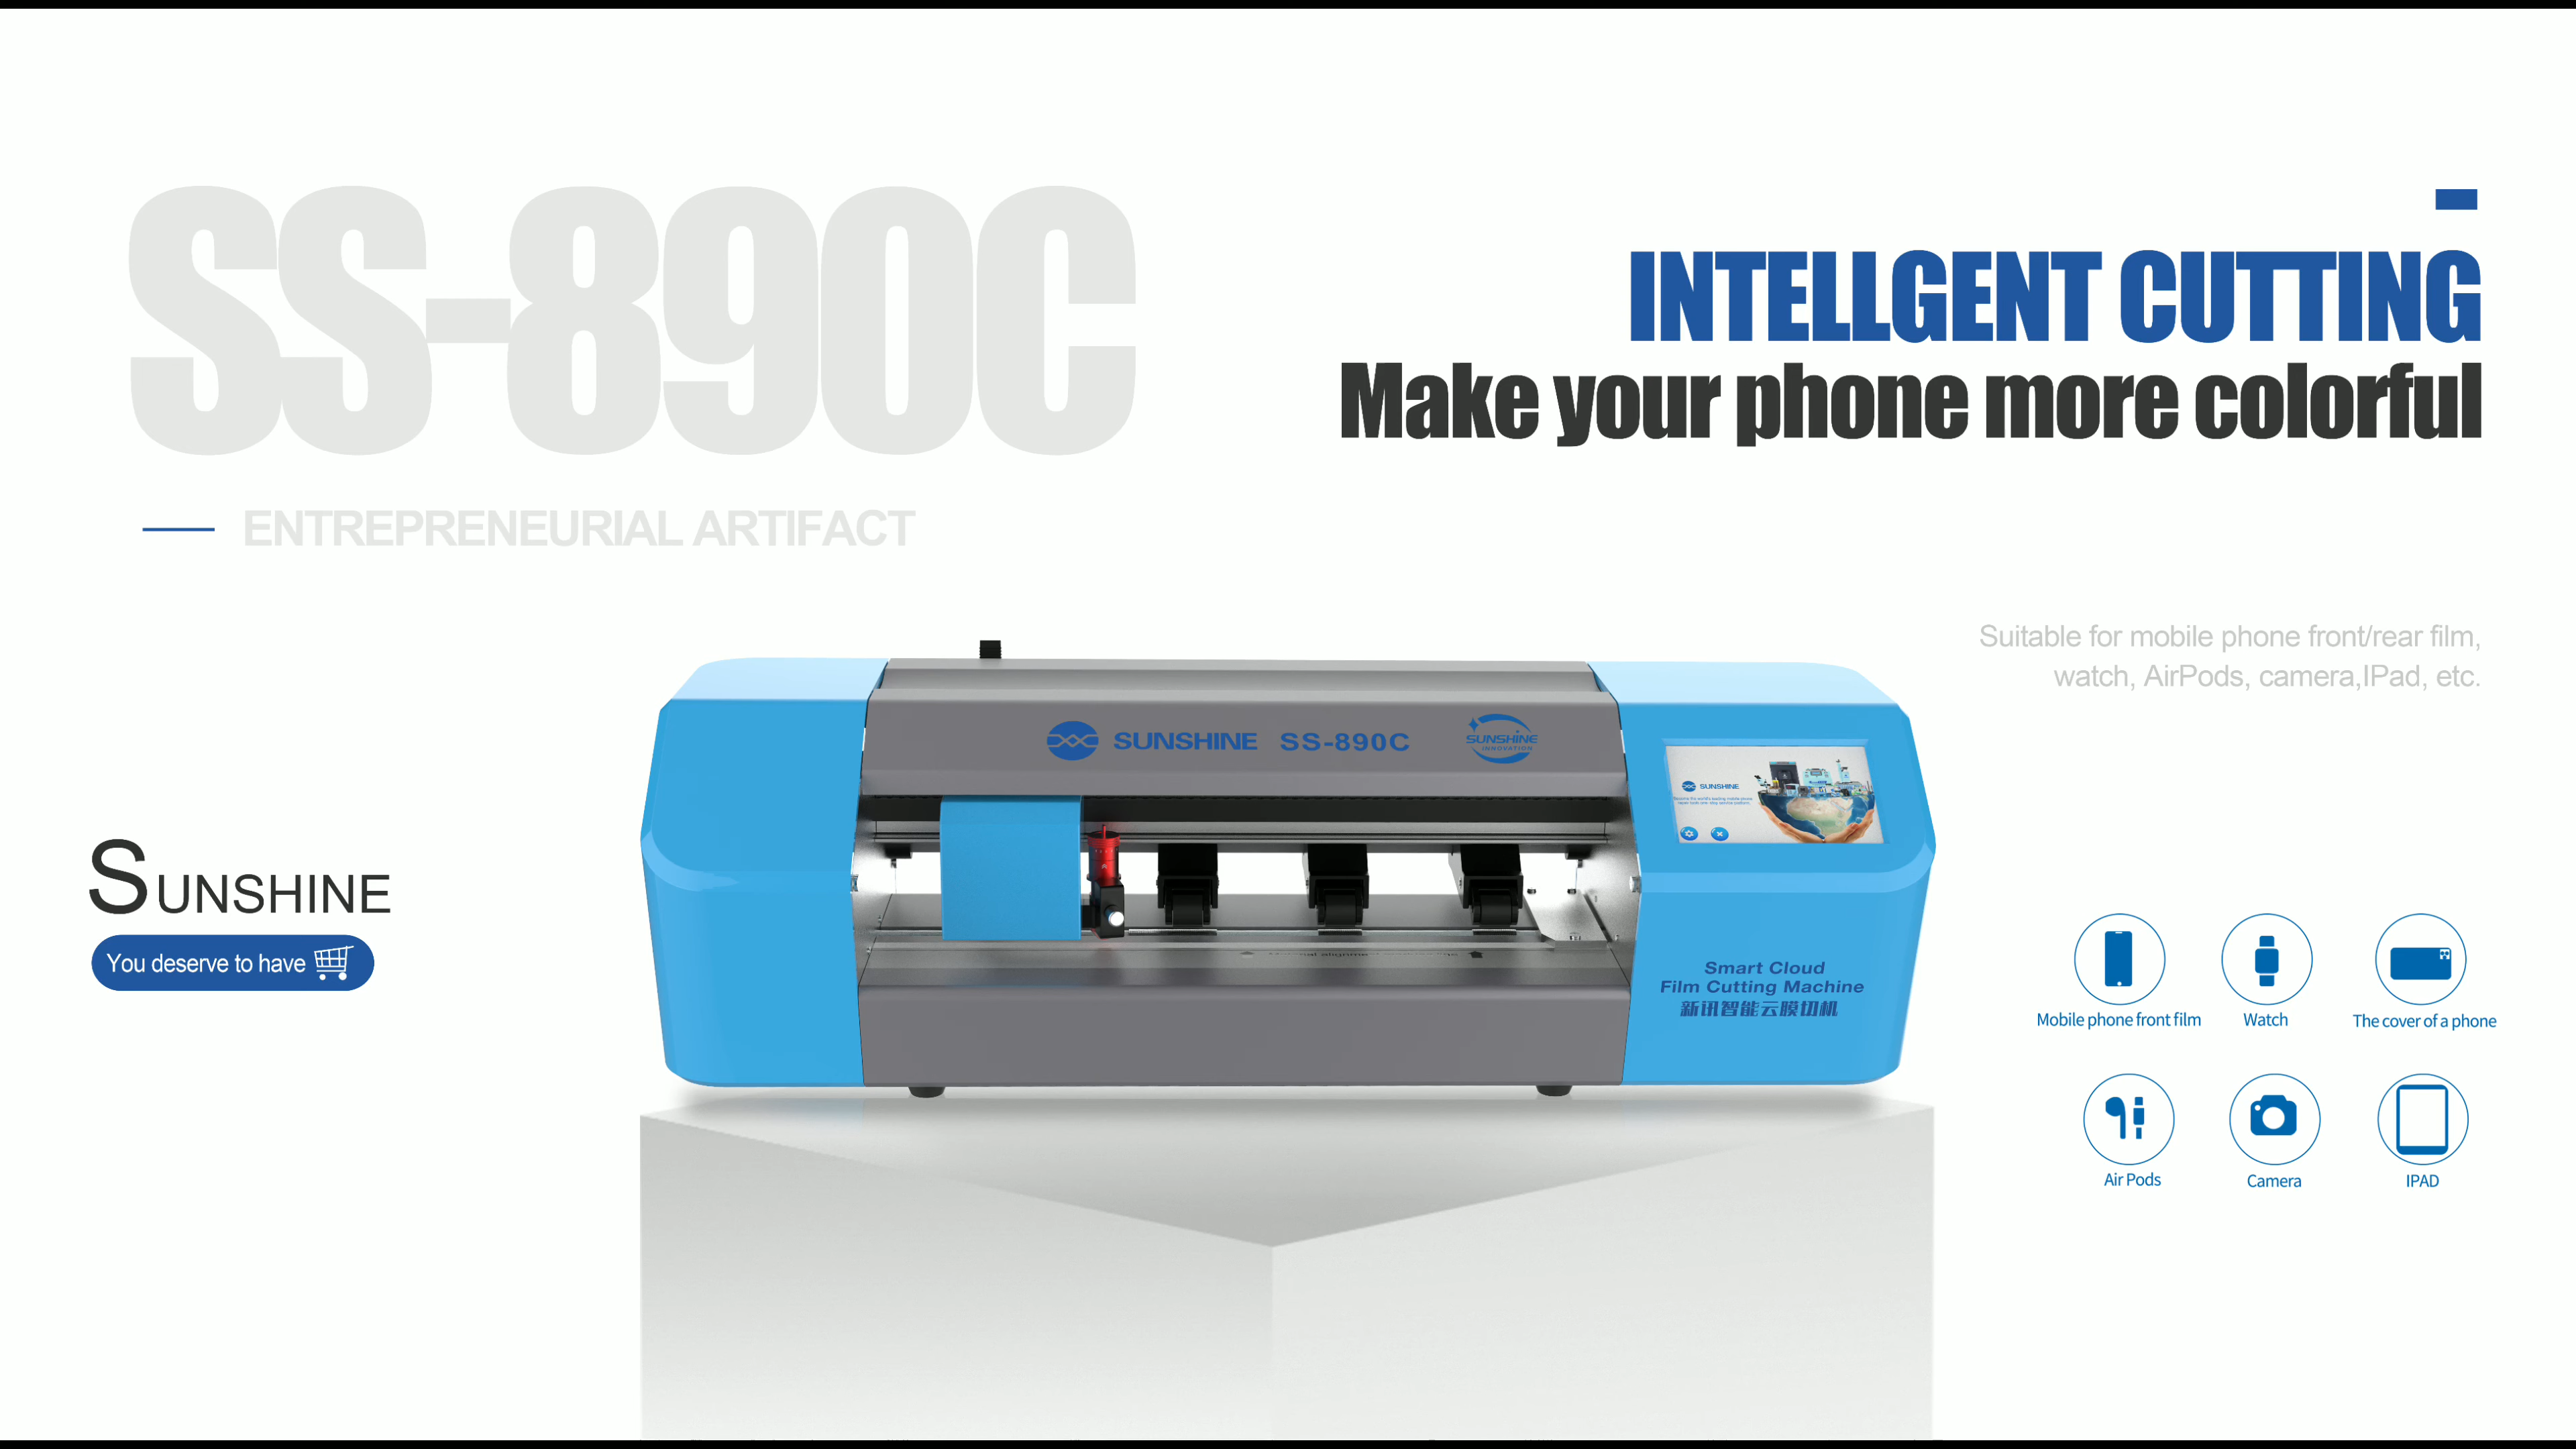 SS-890C
ENTREPRENEURIAL ARTIFACT
INTELLGENT CUTTING
Make your phone more colorful
Suitable for mobile phone front/rear film,
watch, AirPods, camera,IPad, etc.
SUNSHINE SS-890C
SUNSHINE
INNOVATION
SUNSHINE
Smart Cloud
Film Cutting Machine
新讯智能云膜切机
SUNSHINE
You deserve to have
Mobile phone front film
Watch
The cover of a phone
Air Pods
Camera
IPAD